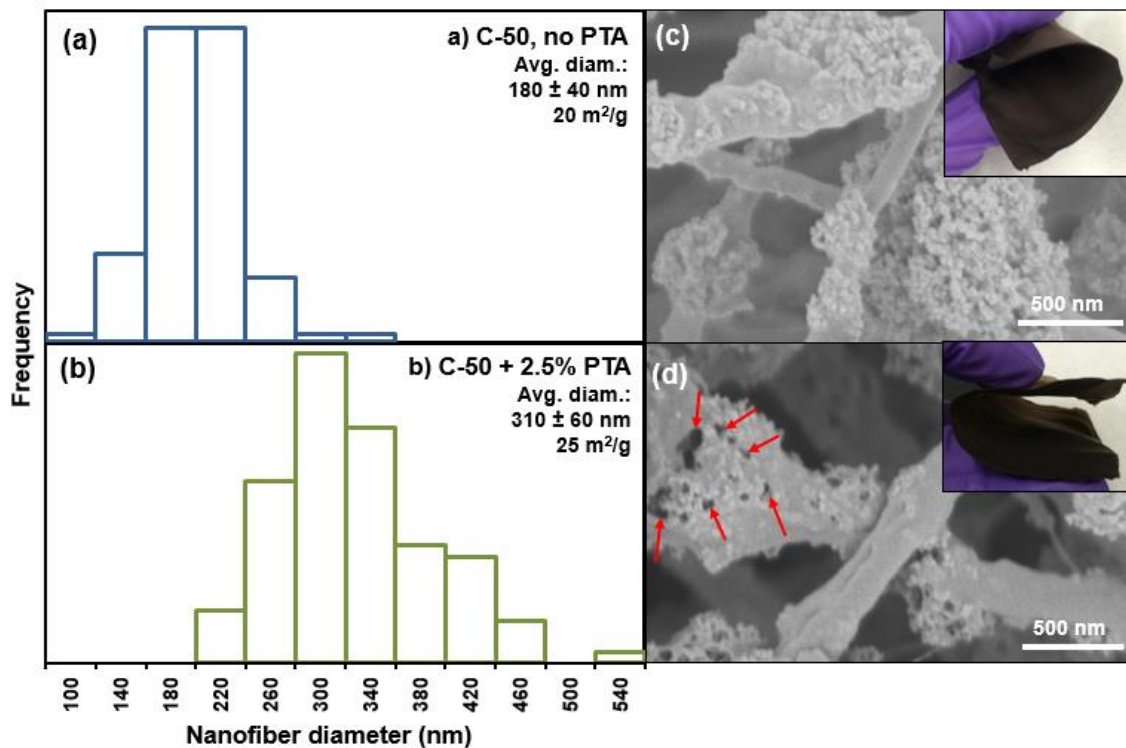 (a)
a) C-50, no PTA
Avg. diam.:
180 ± 40 nm
20 m²/g
(b)
b) C-50 + 2.5% PTA
Avg. diam.:
310 ± 60 nm
25 m²/g
Frequency
100 140 180 220 260 300 340 380 420 460 500 540
Nanofiber diameter (nm)
(c)
500 nm
(d)
500 nm